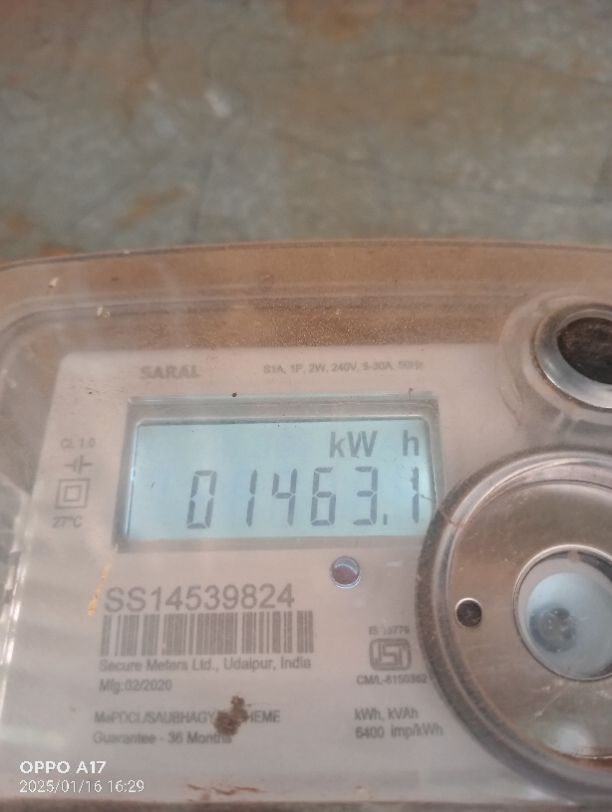 SARAL S1A, 1P, 2W, 240V, 5-30A, 50Hz
CL 1.0
kW h
01463.1
27°C
SS14539824
IS 13779
Secure Meters Ltd., Udaipur, India
CM/L-8150362
Mfg:02/2020
kWh, kVAh
Guarantee - 36 Months
6400 imp/kWh
OPPO A17
2025/01/16 16:29